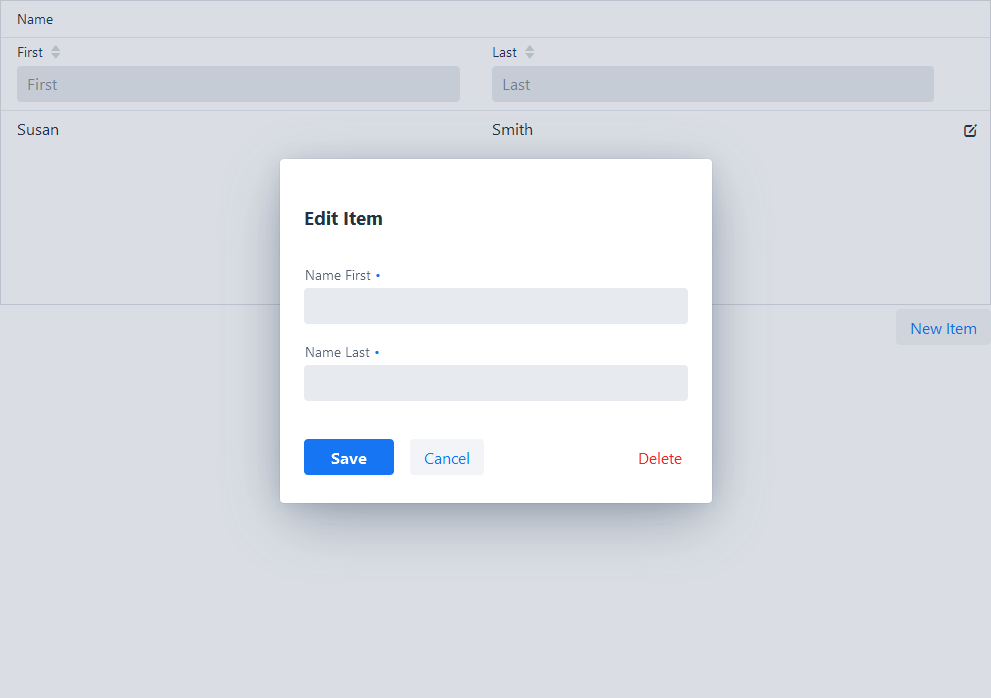 Name
First Last
First Last
Susan Smith
Edit Item
Name First •
Name Last •
Save Cancel Delete
New Item